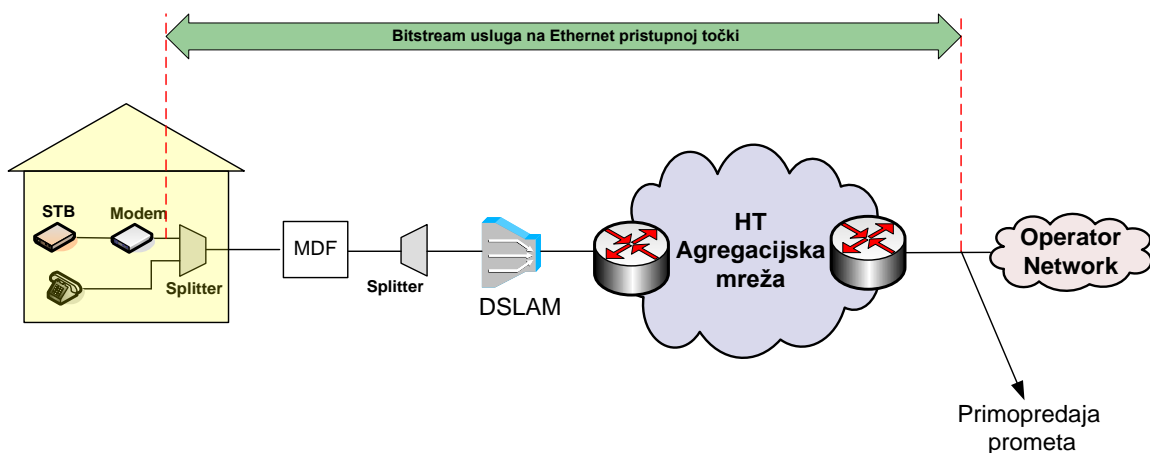 Bitstream usluga na Ethernet pristupnoj točki
STB
Modem
Splitter
MDF
Splitter
DSLAM
HT
Agregacijska
mreža
Operator
Network
Primopredaja
prometa